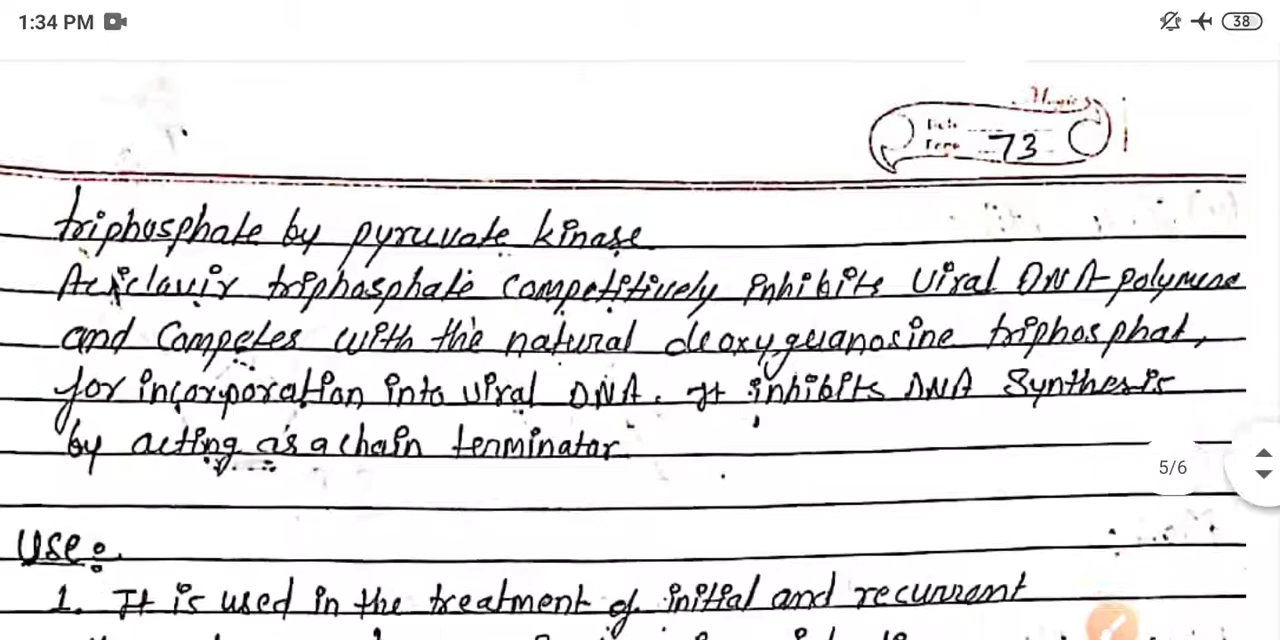 1:34 PM
38
73
triphosphate by pyruvate kinase
Aciclovir triphosphate competitively inhibits viral DNA-polymerase
and competes with the natural deoxyguanosine triphosphat,
for incorporation into viral DNA. It inhibits DNA synthesis
by acting as a chain terminator
5/6
Use :
1. It is used in the treatment of initial and recurrent